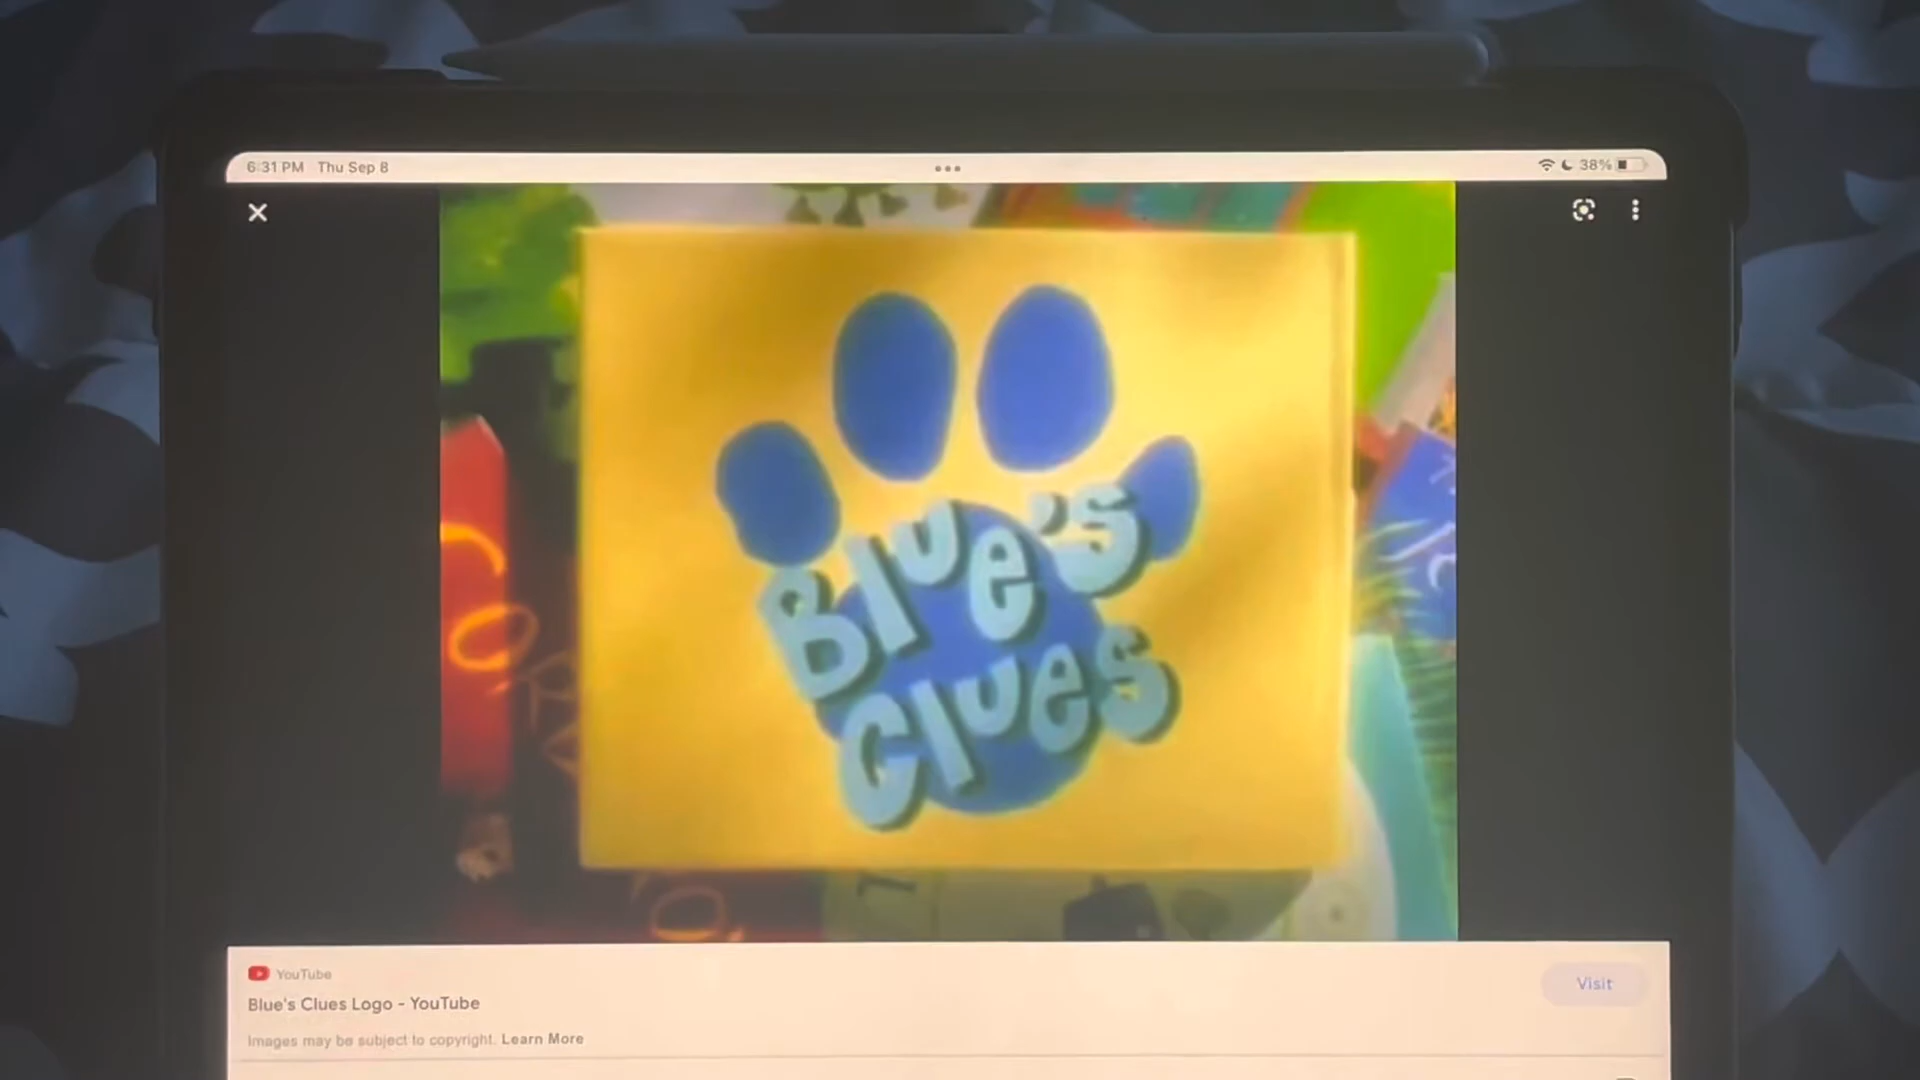 6:31 PM Thu Sep 8
38%
Blue's
Clues
YouTube
Blue's Clues Logo - YouTube
Visit
Images may be subject to copyright. Learn More